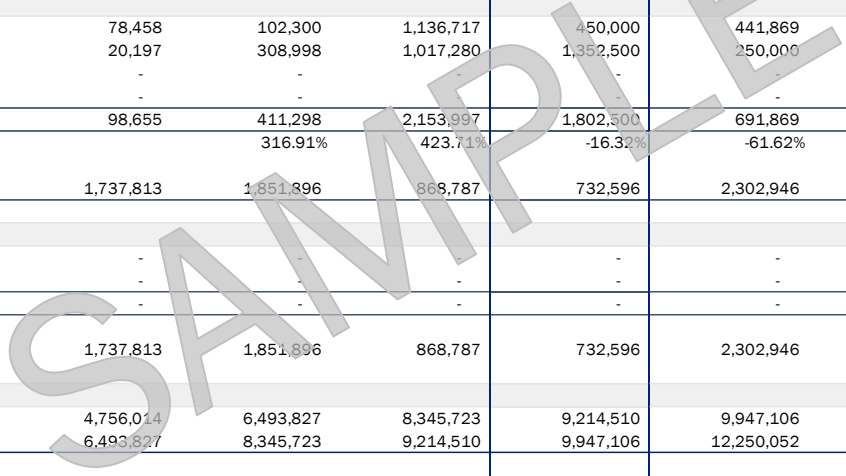 78,458 102,300 1,136,717 450,000 441,869
20,197 308,998 1,017,280 1,352,500 250,000
- - - - -
- - - - -
98,655 411,298 2,153,997 1,802,500 691,869
316.91% 423.71% -16.32% -61.62%
1,737,813 1,851,896 868,787 732,596 2,302,946
- - - - -
- - - - -
- - - - -
1,737,813 1,851,896 868,787 732,596 2,302,946
4,756,014 6,493,827 8,345,723 9,214,510 9,947,106
6,493,827 8,345,723 9,214,510 9,947,106 12,250,052
SAMPLE